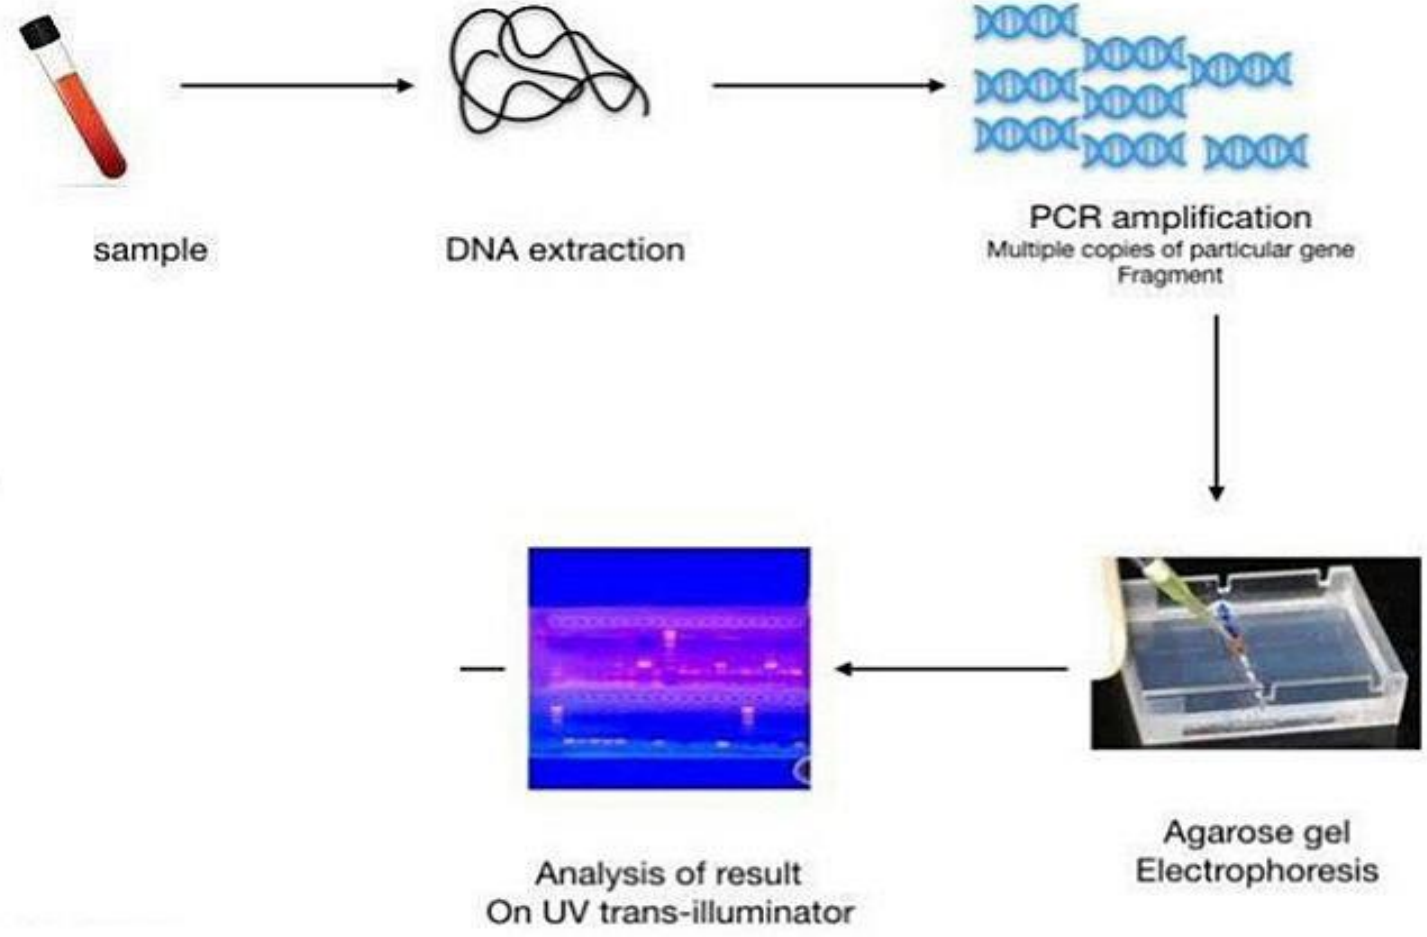 sample
DNA extraction
PCR amplification
Multiple copies of particular gene
Fragment
Agarose gel
Electrophoresis
Analysis of result
On UV trans-illuminator